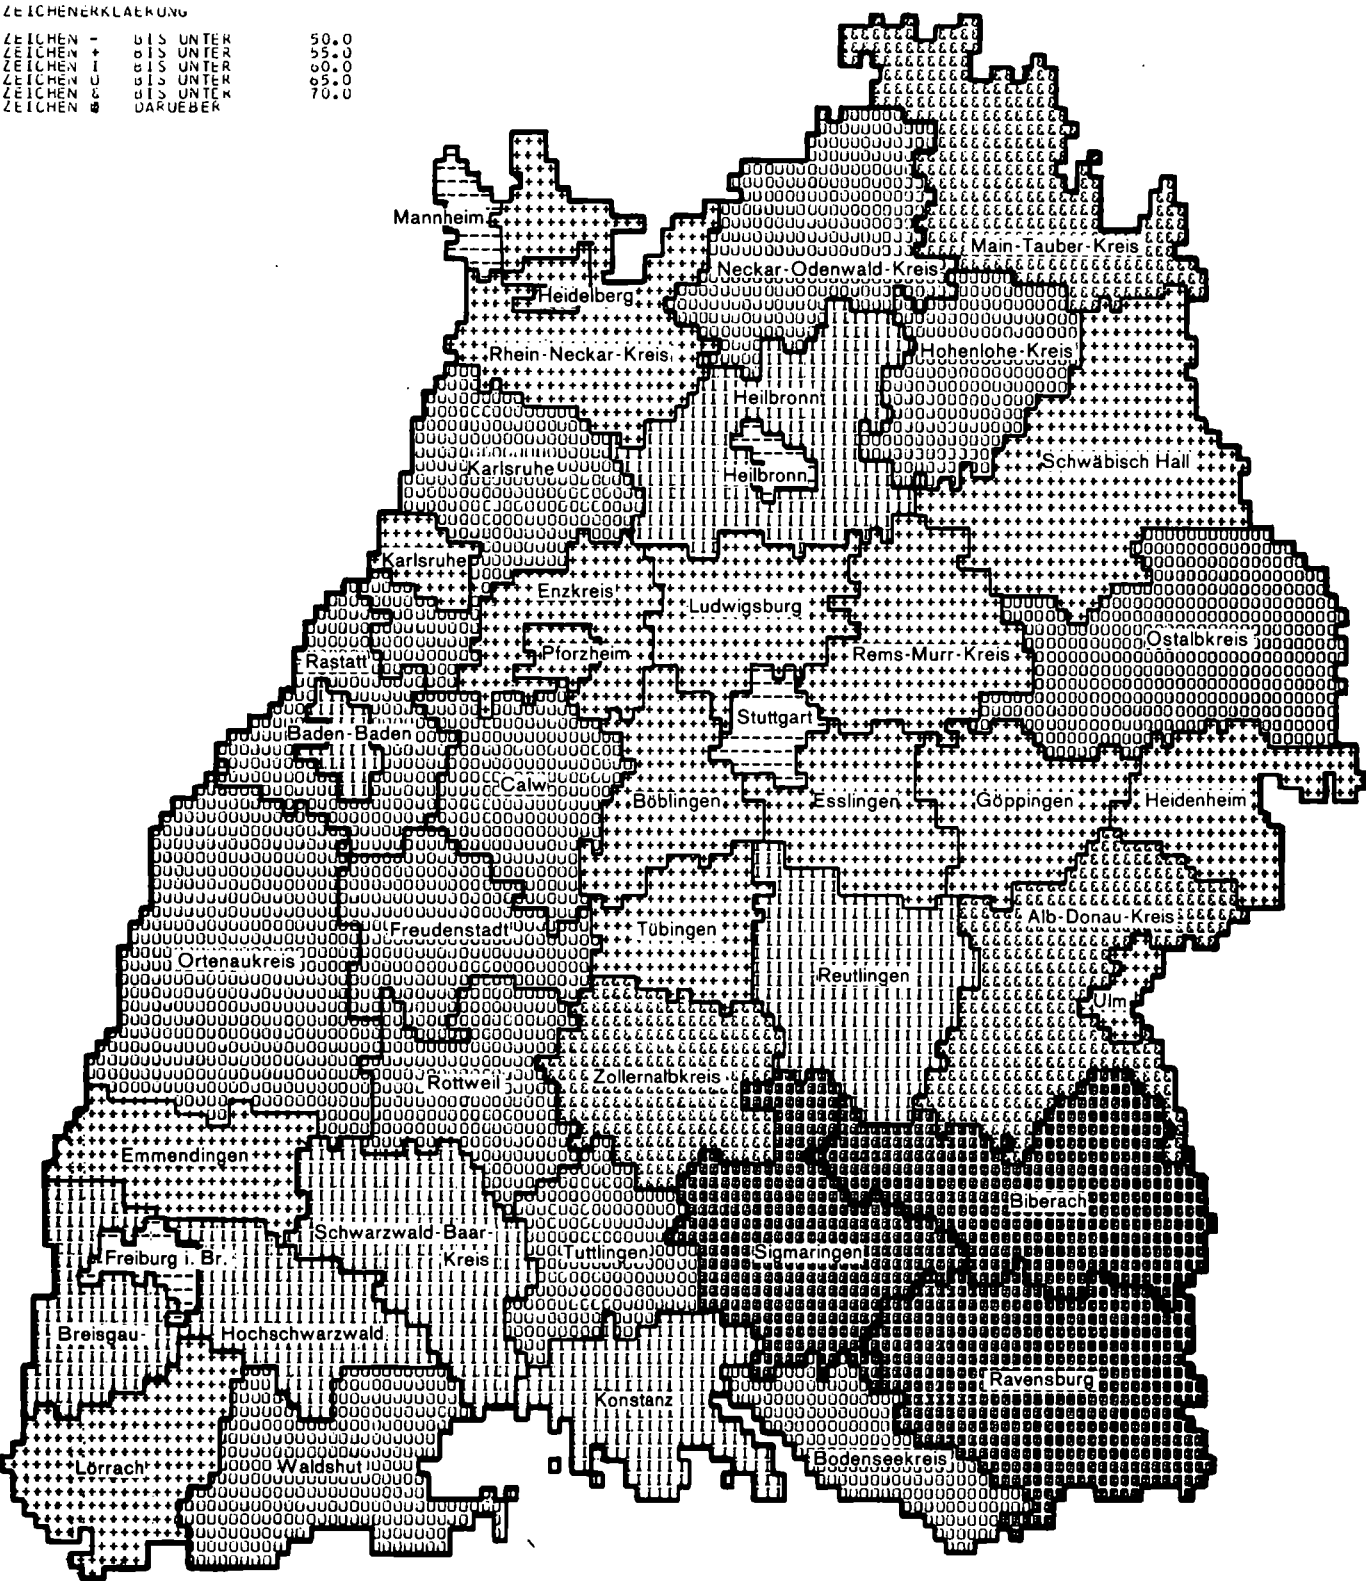 ZEICHENERKLAERUNG
ZEICHEN - BIS UNTER 50.0
ZEICHEN + BIS UNTER 55.0
ZEICHEN I BIS UNTER 60.0
ZEICHEN O BIS UNTER 65.0
ZEICHEN & BIS UNTER 70.0
ZEICHEN DARUEBER
Mannheim
Main-Tauber-Kreis
Neckar-Odenwald-Kreis
Heidelberg
Rhein-Neckar-Kreis
Hohenlohe-Kreis
Heilbronn
Schwäbisch Hall
Karlsruhe
Heilbronn
Karlsruhe
Enzkreis
Ludwigsburg
Ostalbkreis
Pforzheim
Rems-Murr-Kreis
Rastatt
Stuttgart
Baden-Baden
Calw
Böblingen
Esslingen
Göppingen
Heidenheim
Alb-Donau-Kreis
Freudenstadt
Tübingen
Ortenaukreis
Reutlingen
Ulm
Zollernalbkreis
Rottweil
Emmendingen
Biberach
Schwarzwald-Baar-
Kreis
Tuttlingen
Sigmaringen
Freiburg i. Br.
Breisgau-
Hochschwarzwald
Ravensburg
Konstanz
Bodenseekreis
Lörrach
Waldshut